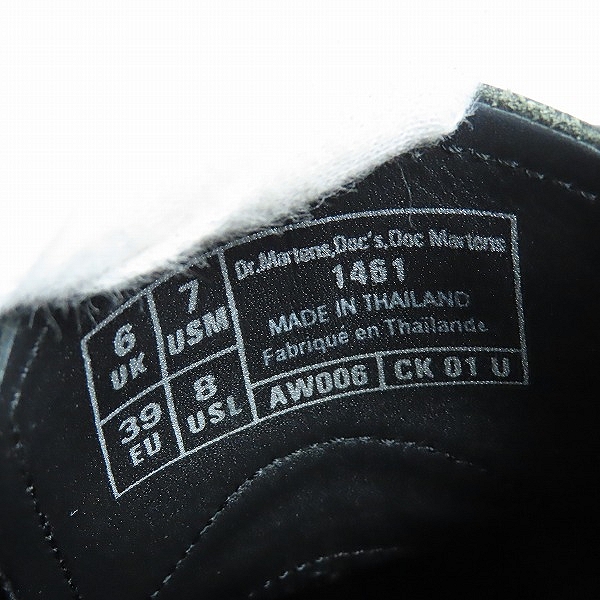 6 UK
7 USM
39 EU
8 USL
Dr.Martens,Doc's,Doc Martens
1461
MADE IN THAILAND
Fabriqué en Thaïlande
AW006
CK 01 U